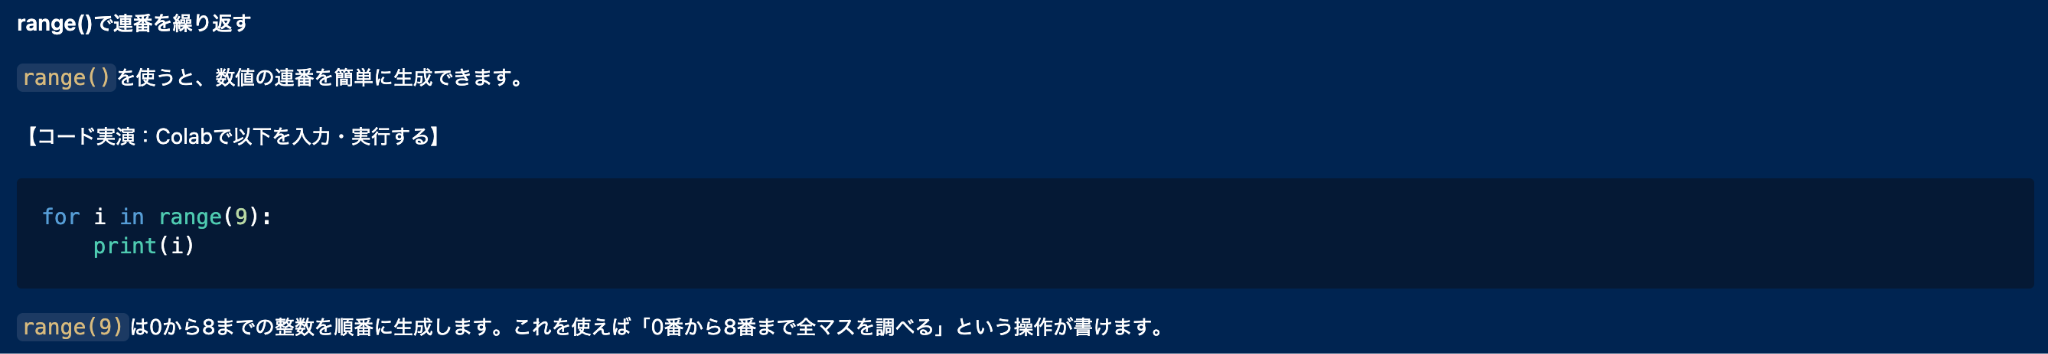 range()で連番を繰り返す
range()を使うと、数値の連番を簡単に生成できます。
【コード実演：Colabで以下を入力・実行する】
for i in range(9):
    print(i)
range(9)は0から8までの整数を順番に生成します。これを使えば「0番から8番まで全マスを調べる」という操作が書けます。